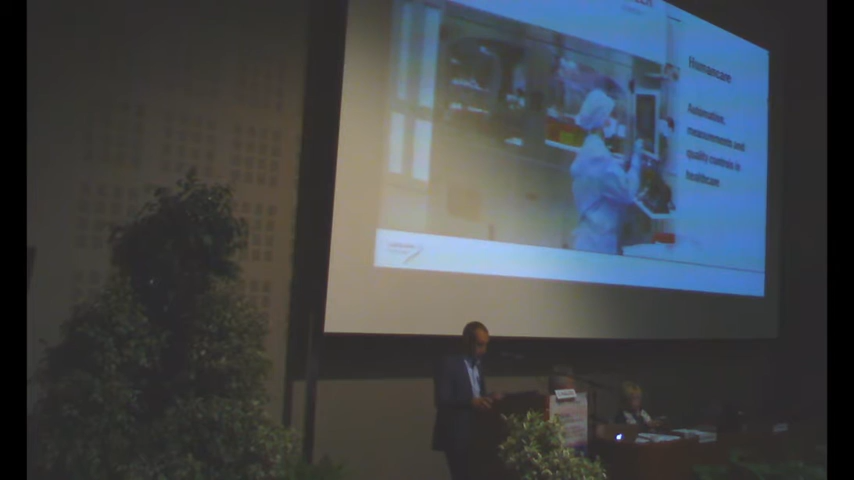 Humancare
Automation,
measurements and
quality controls in
healthcare